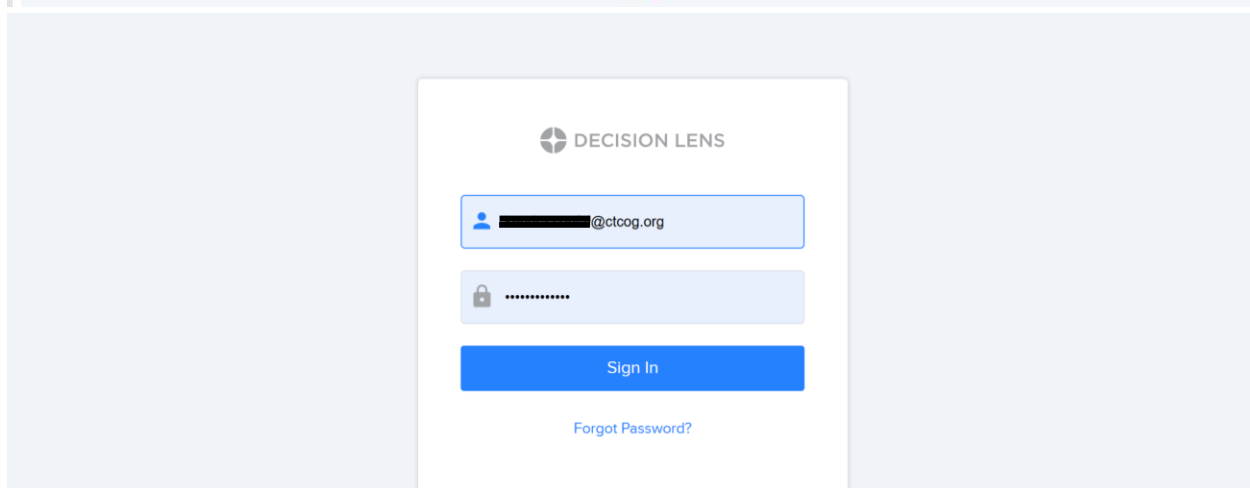 DECISION LENS
@ctcog.org
•••••••••••••
Sign In
Forgot Password?